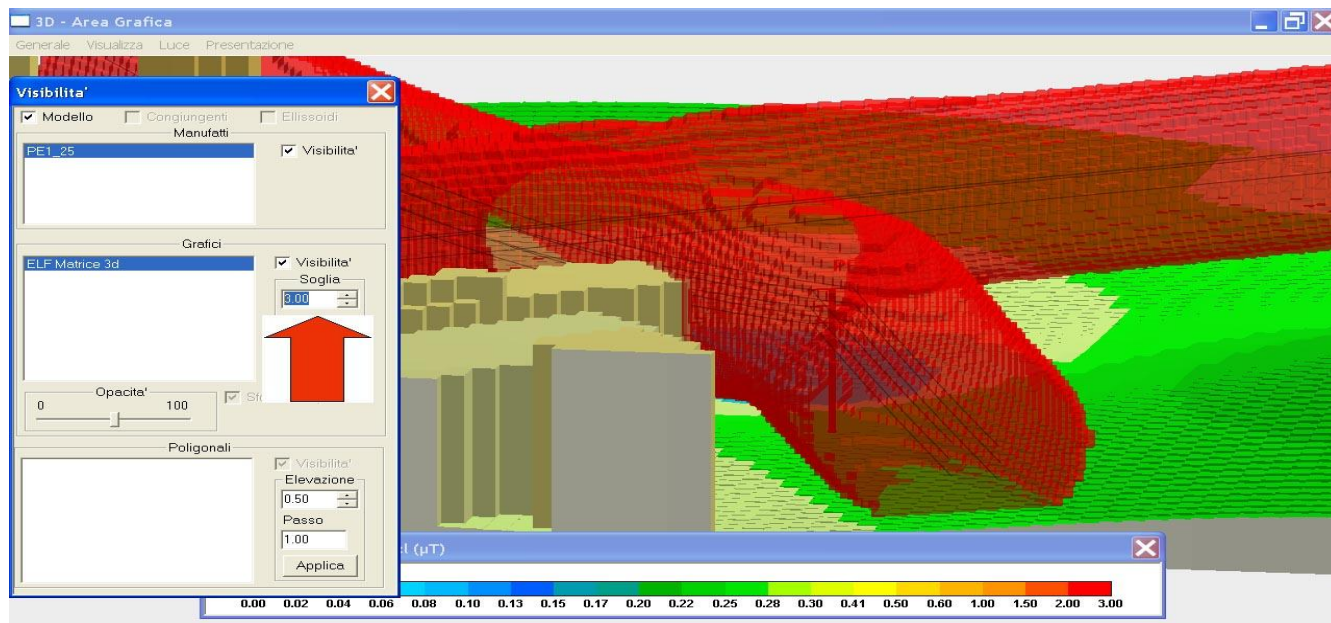 3D - Area Grafica
Generale Visualizza Luce Presentazione
Visibilita'
Modello Congiungenti Ellissoidi
Manufatti
PE1_25
Visibilita'
Grafici
ELF Matrice 3d
Visibilita'
Soglia
3.00
Opacita'
0 100
Poligonali
Visibilita'
Elevazione
0.50
Passo
1.00
Applica
(µT)
0.00 0.02 0.04 0.06 0.08 0.10 0.13 0.15 0.17 0.20 0.22 0.25 0.28 0.30 0.41 0.50 0.60 1.00 1.50 2.00 3.00